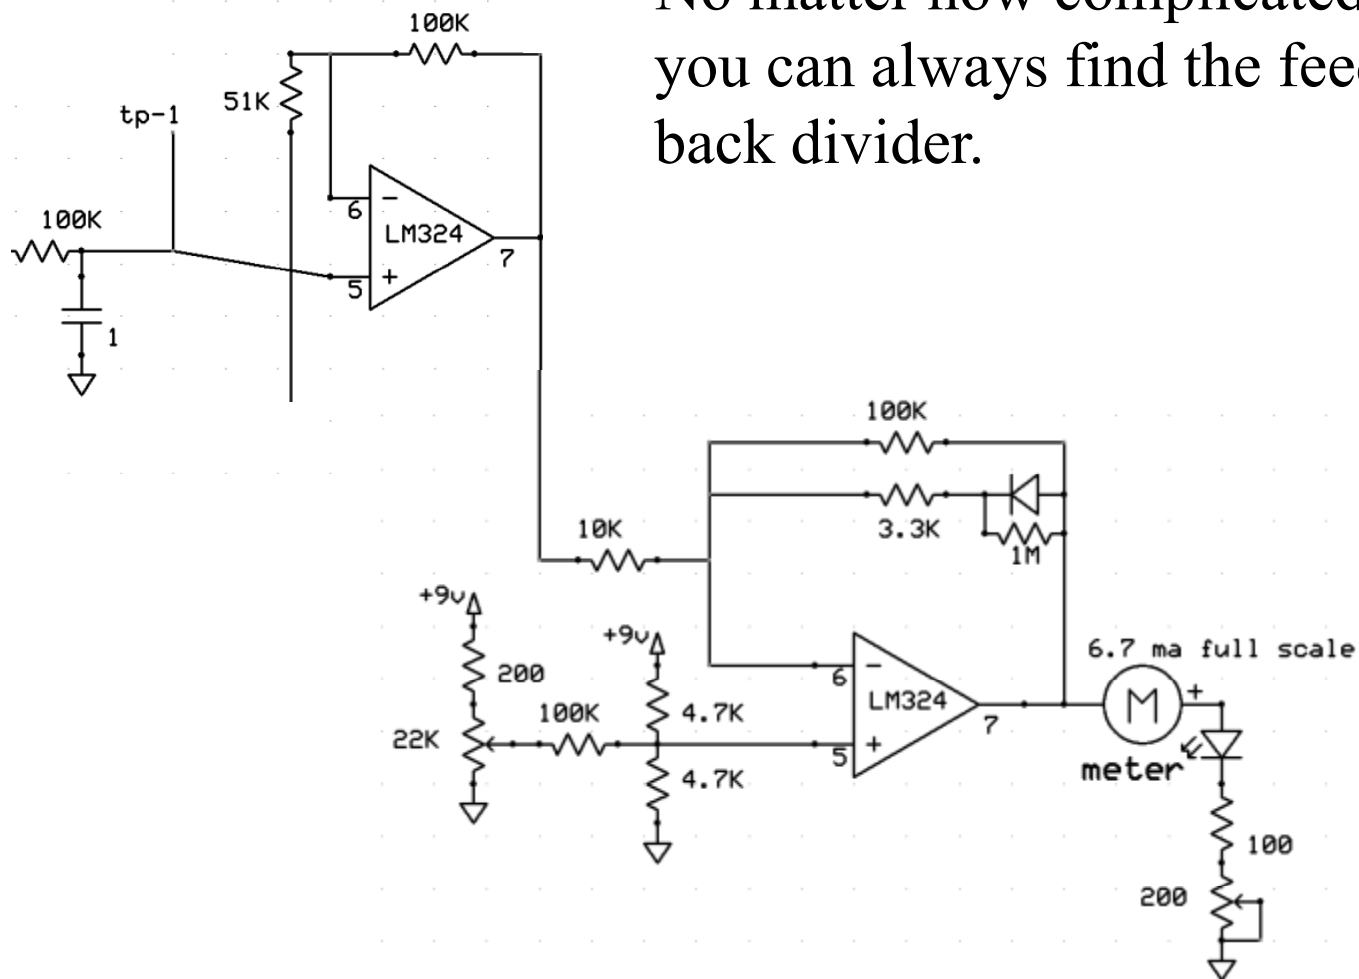 No matter how complicated
you can always find the feed
back divider.
100K
51K
tp-1
6
−
LM324
7
100K
5
+
1
100K
3.3K
1M
10K
+9v
+9v
200
100K
4.7K
22K
4.7K
6
−
LM324
7
5
+
6.7 ma full scale
M
+
meter
100
200